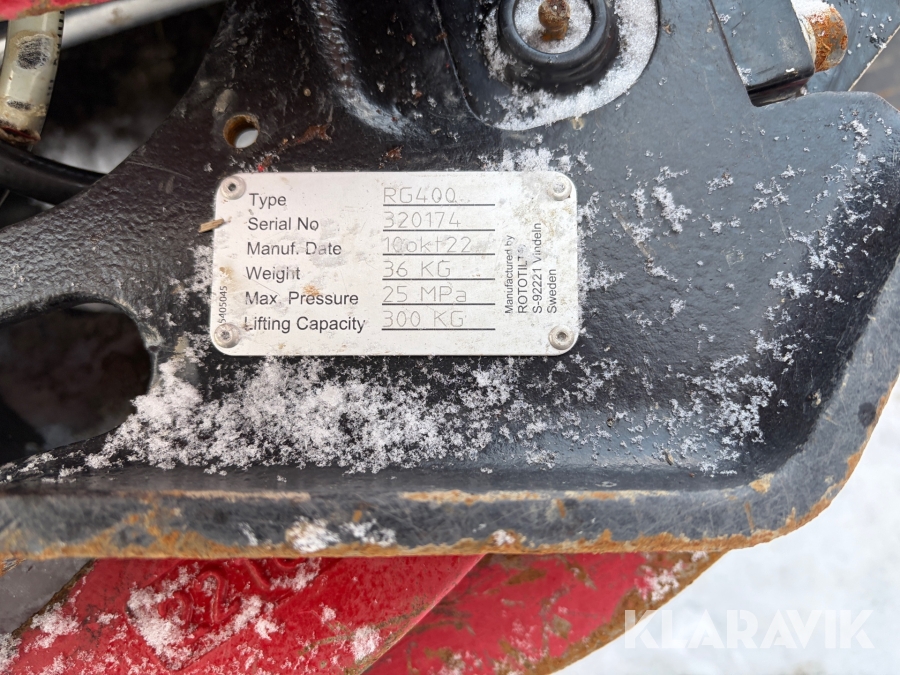 Type RG400
Serial No 320174
Manuf. Date 10okt22
Weight 36 KG
Max. Pressure 25 MPa
Lifting Capacity 300 KG
5405045
Manufactured by
ROTOTILT
S-92221 Vindeln
Sweden
KLARAVIK